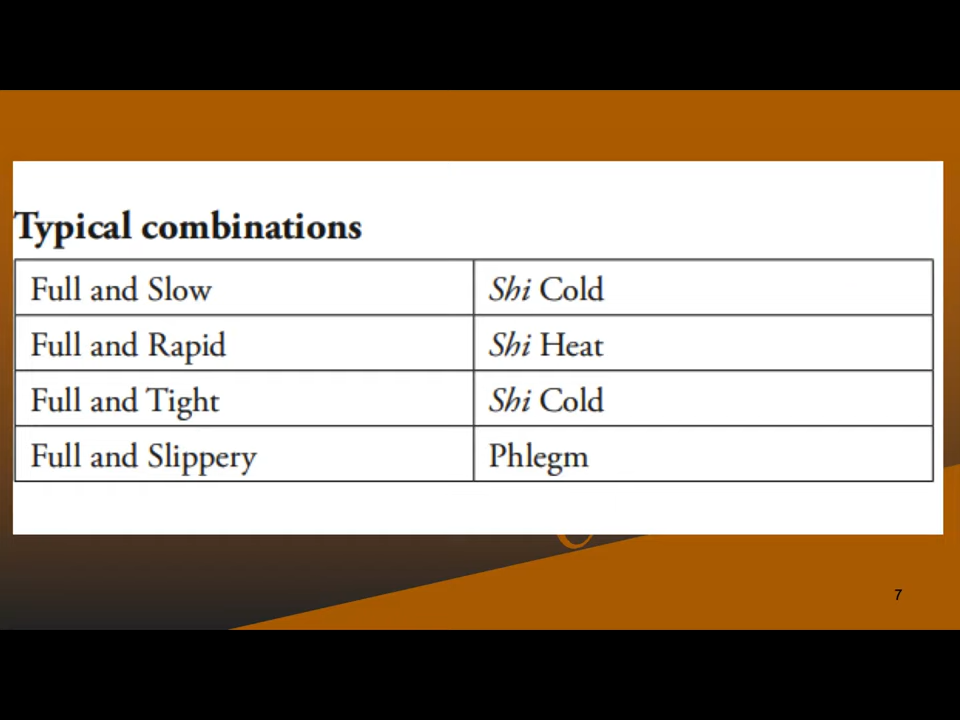 Typical combinations
Full and Slow Shi Cold
Full and Rapid Shi Heat
Full and Tight Shi Cold
Full and Slippery Phlegm
7